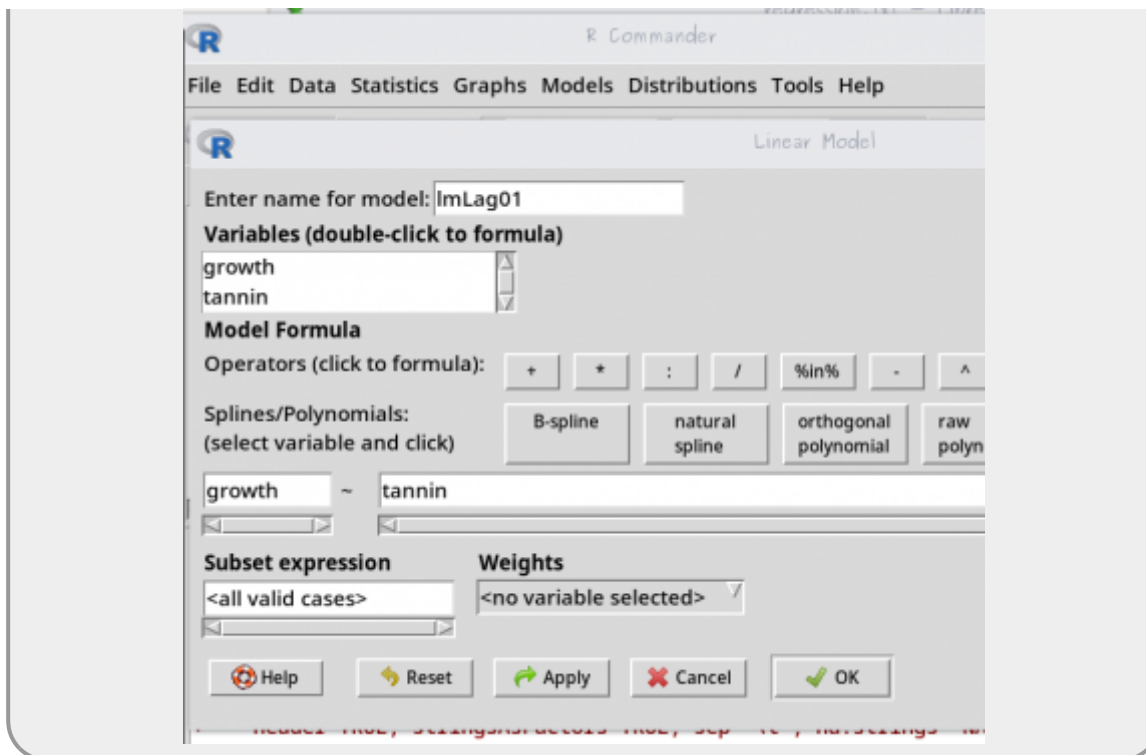 R Commander
File Edit Data Statistics Graphs Models Distributions Tools Help
Linear Model
Enter name for model: lmLag01
Variables (double-click to formula)
growth
tannin
Model Formula
Operators (click to formula): + * : / %in% - ^
Splines/Polynomials:
(select variable and click)
B-spline
natural
spline
orthogonal
polynomial
raw
polyn
growth ~ tannin
Subset expression Weights
<all valid cases> <no variable selected>
Help Reset Apply Cancel OK